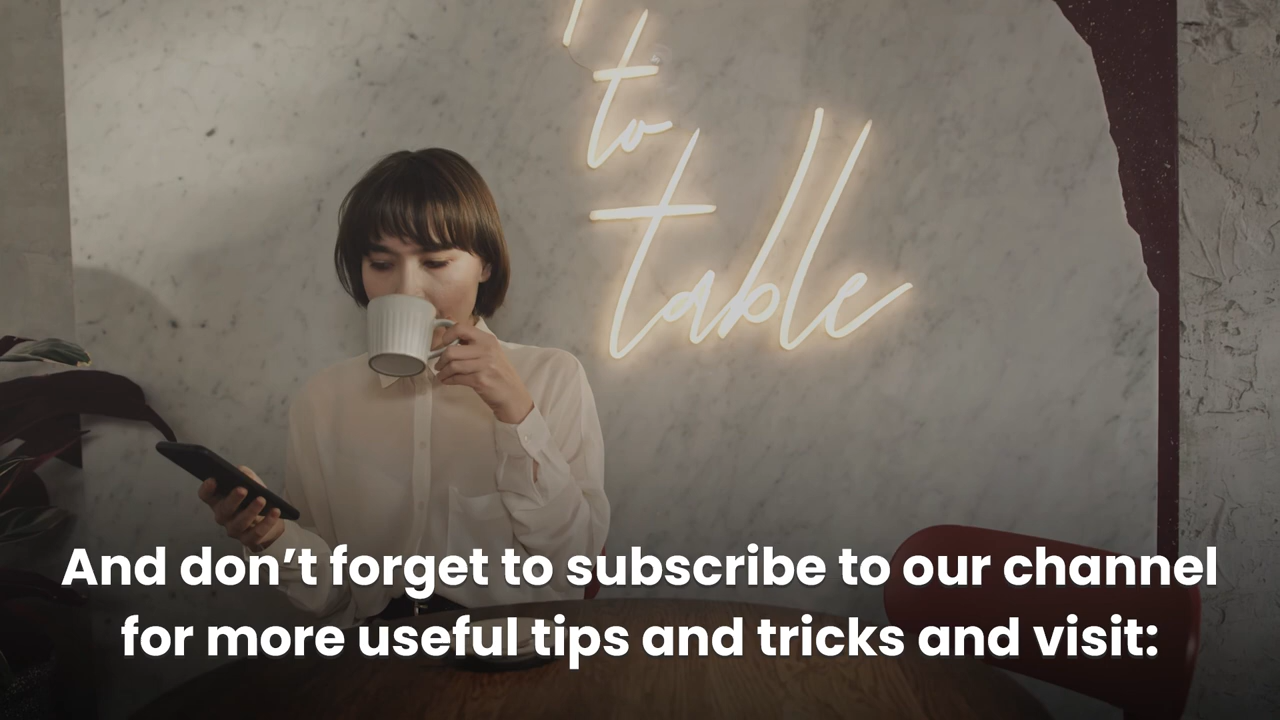 to
table
And don’t forget to subscribe to our channel
for more useful tips and tricks and visit: